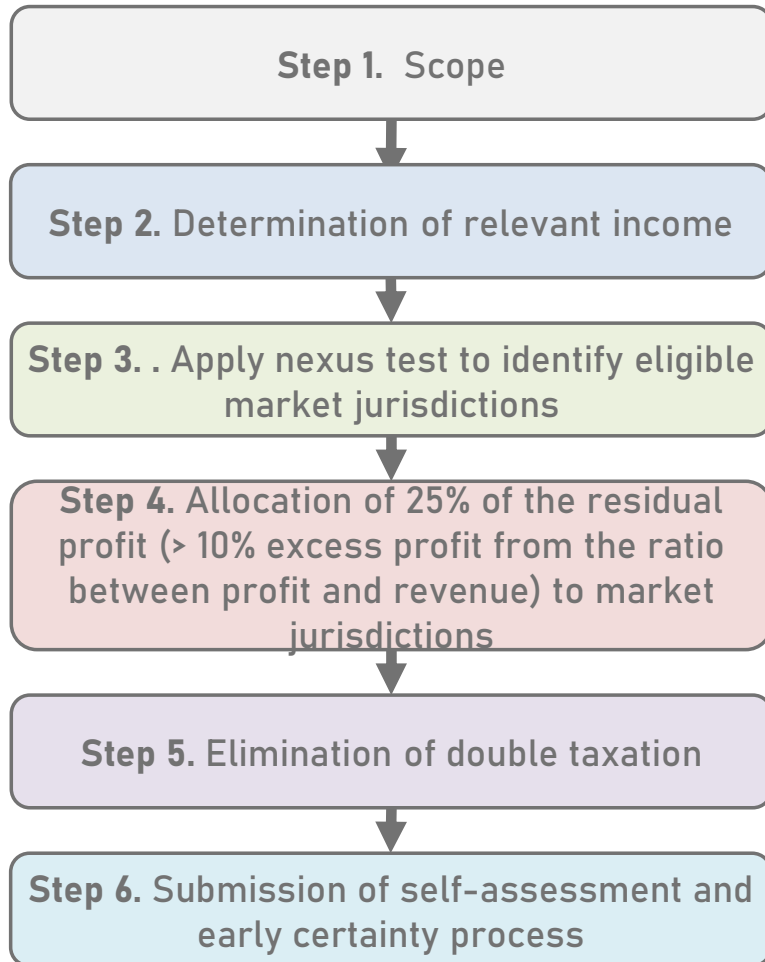 Step 1. Scope
Step 2. Determination of relevant income
Step 3. . Apply nexus test to identify eligible
market jurisdictions
Step 4. Allocation of 25% of the residual
profit (> 10% excess profit from the ratio
between profit and revenue) to market
jurisdictions
Step 5. Elimination of double taxation
Step 6. Submission of self-assessment and
early certainty process